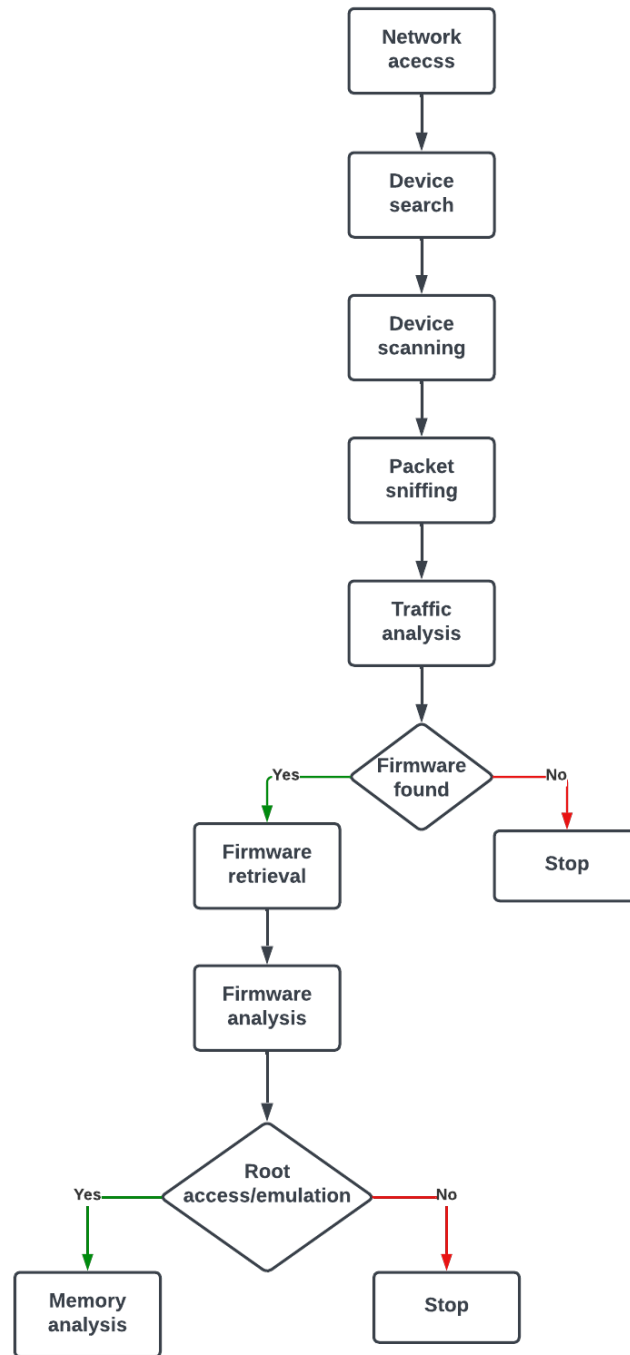 Network
acecss
Device
search
Device
scanning
Packet
sniffing
Traffic
analysis
Firmware
found
Yes
No
Firmware
retrieval
Stop
Firmware
analysis
Root
access/emulation
Yes
No
Memory
analysis
Stop